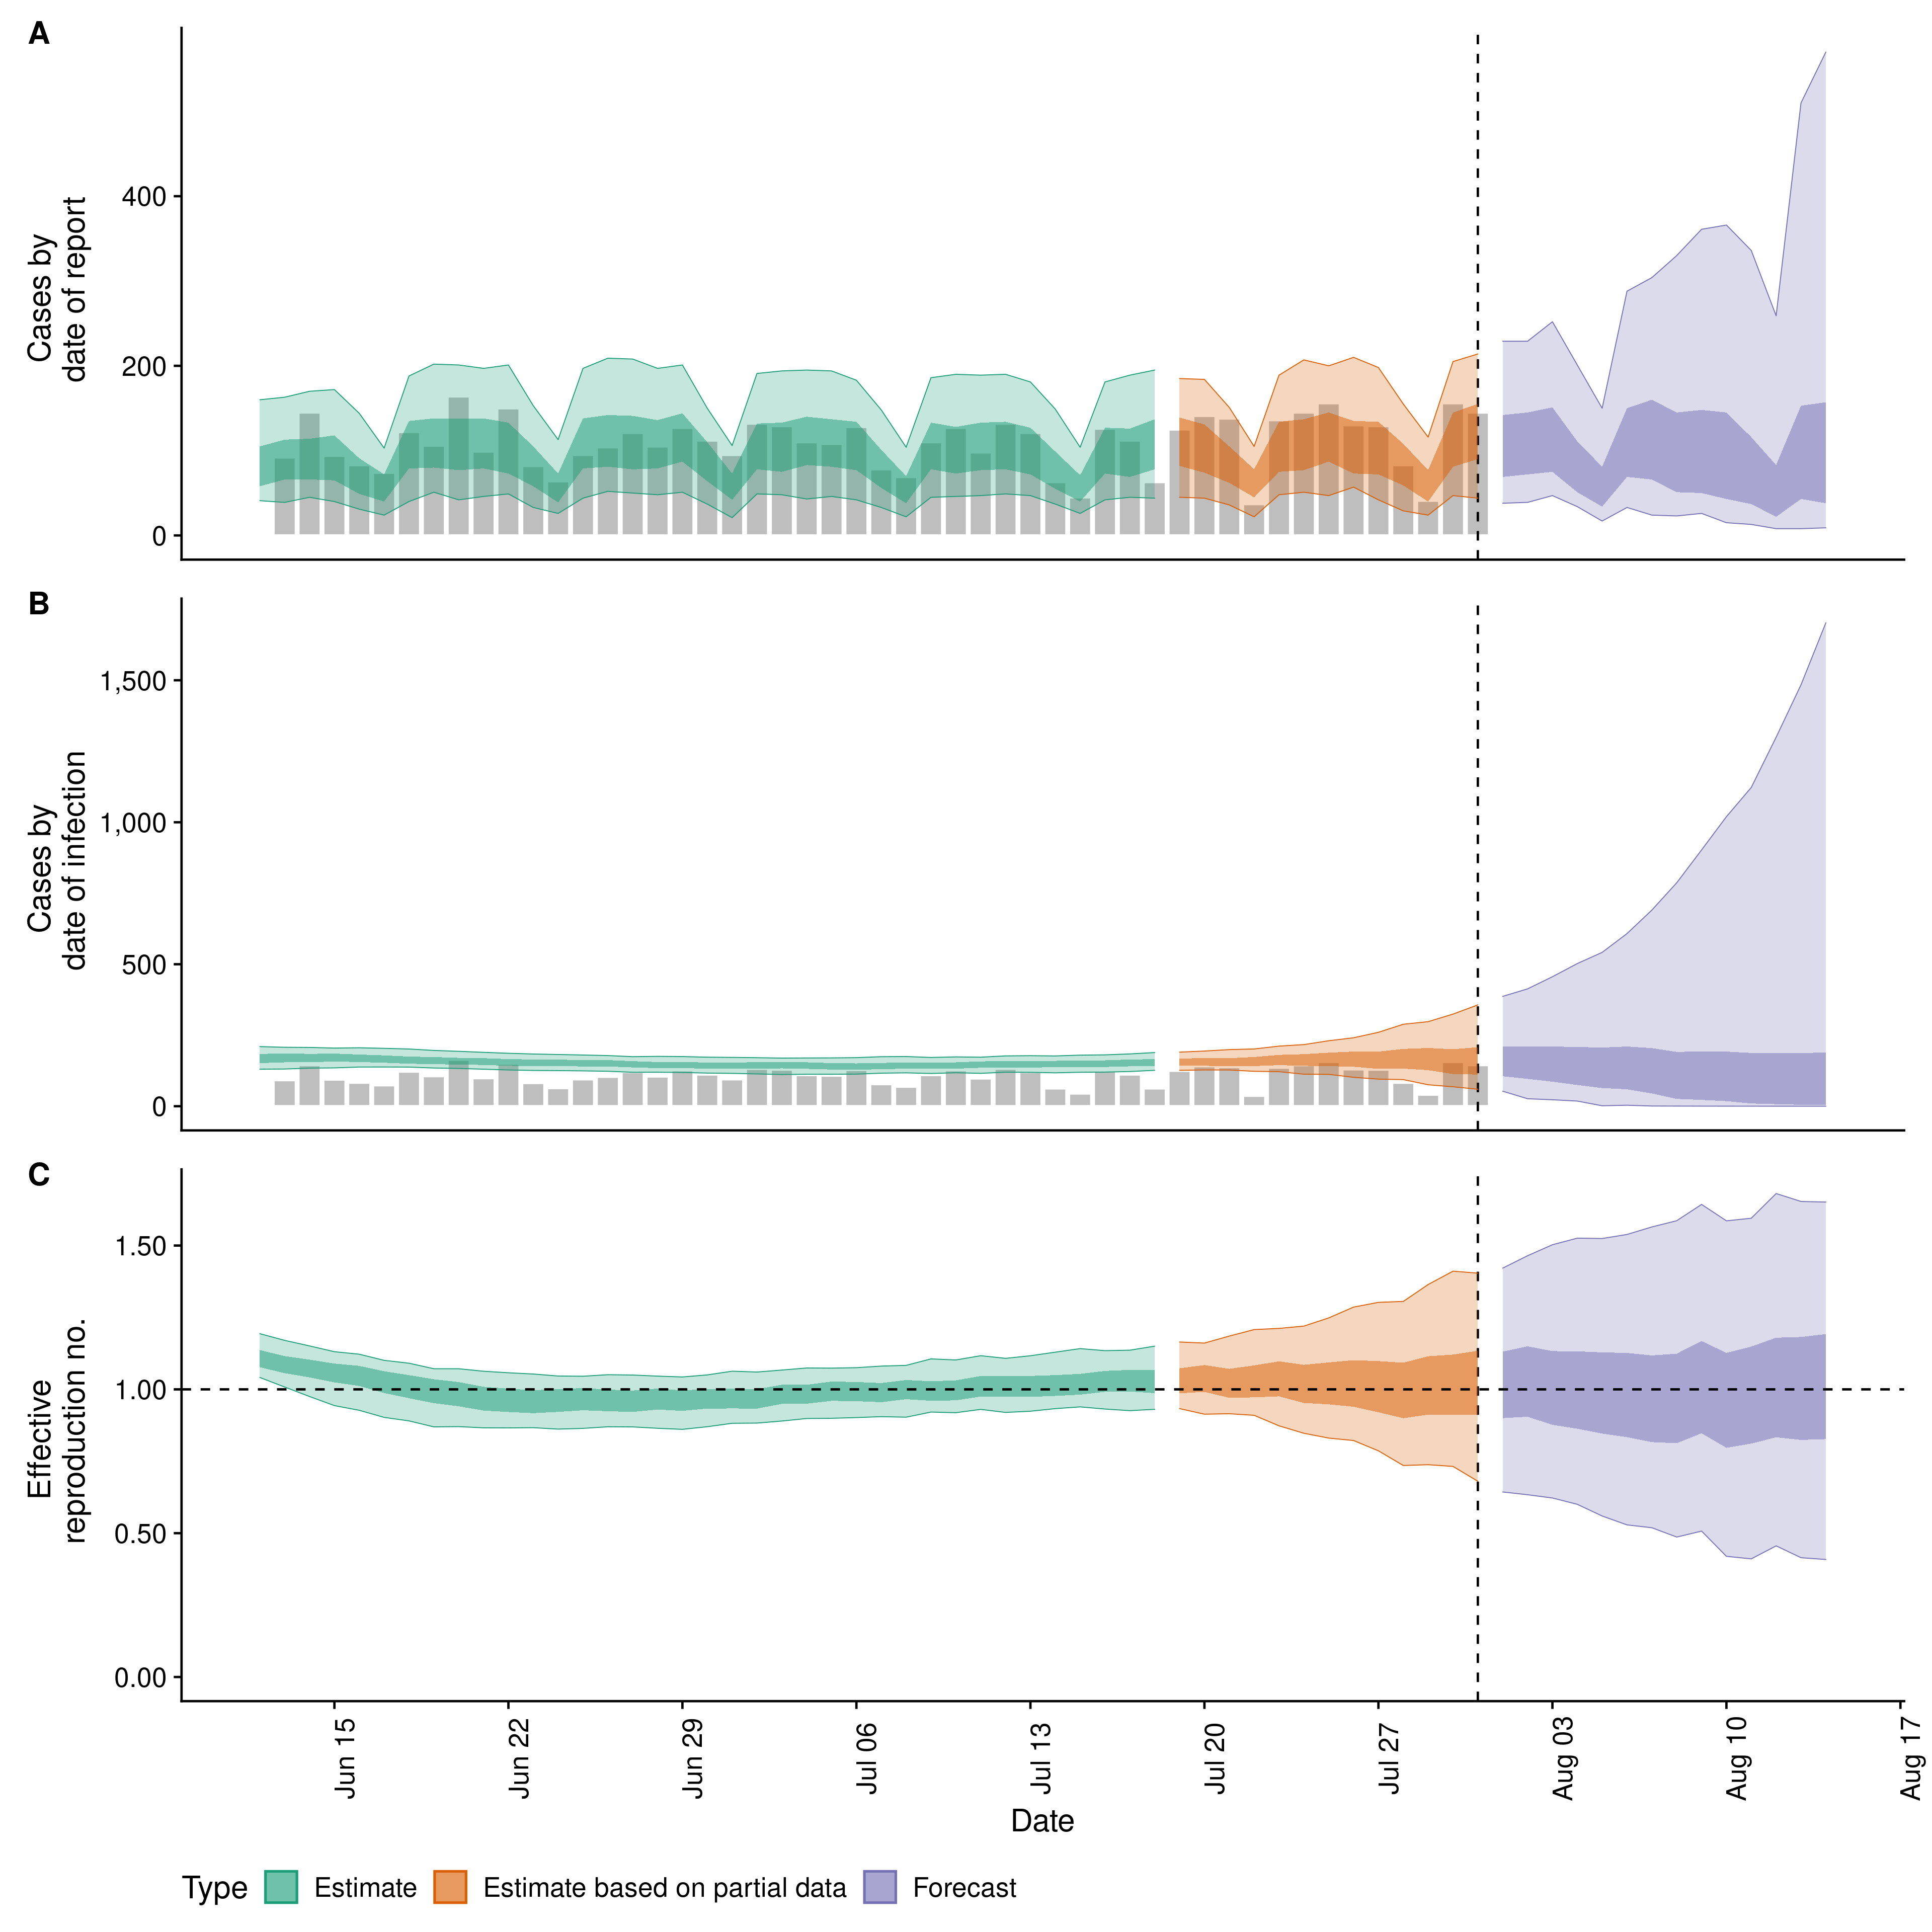 A
Cases by
date of report
400
200
0
B
Cases by
date of infection
1,500
1,000
500
0
C
Effective
reproduction no.
1.50
1.00
0.50
0.00
Jun 15
Jun 22
Jun 29
Jul 06
Jul 13
Jul 20
Jul 27
Aug 03
Aug 10
Aug 17
Date
Type Estimate Estimate based on partial data Forecast